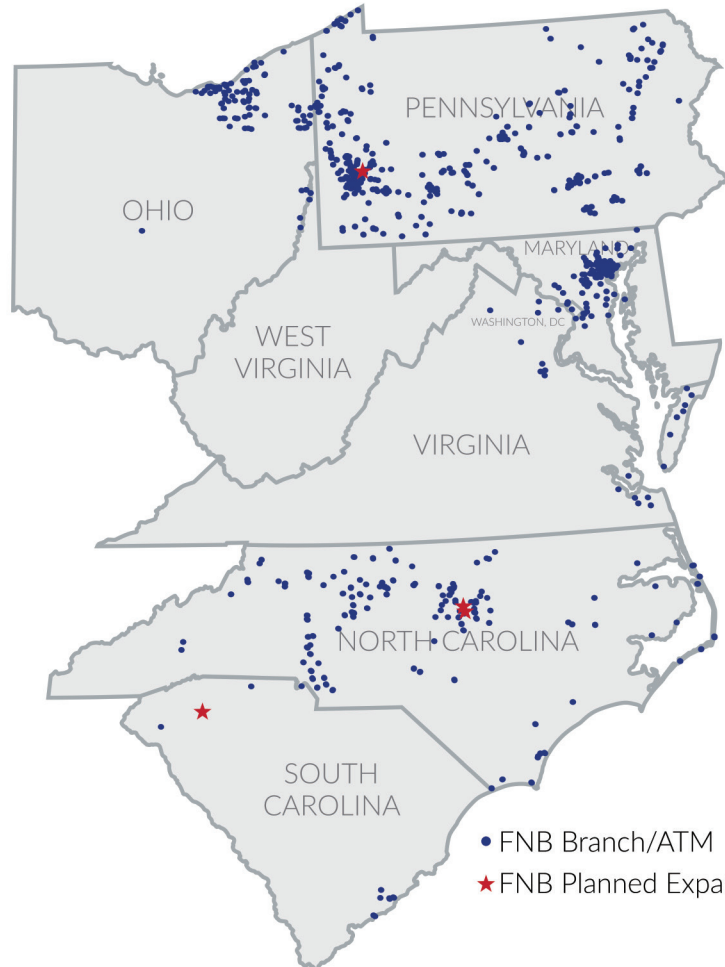 PENNSYLVANIA
OHIO
MARYLAND
WASHINGTON, DC
WEST
VIRGINIA
VIRGINIA
NORTH CAROLINA
SOUTH
CAROLINA
FNB Branch/ATM
FNB Planned Expa